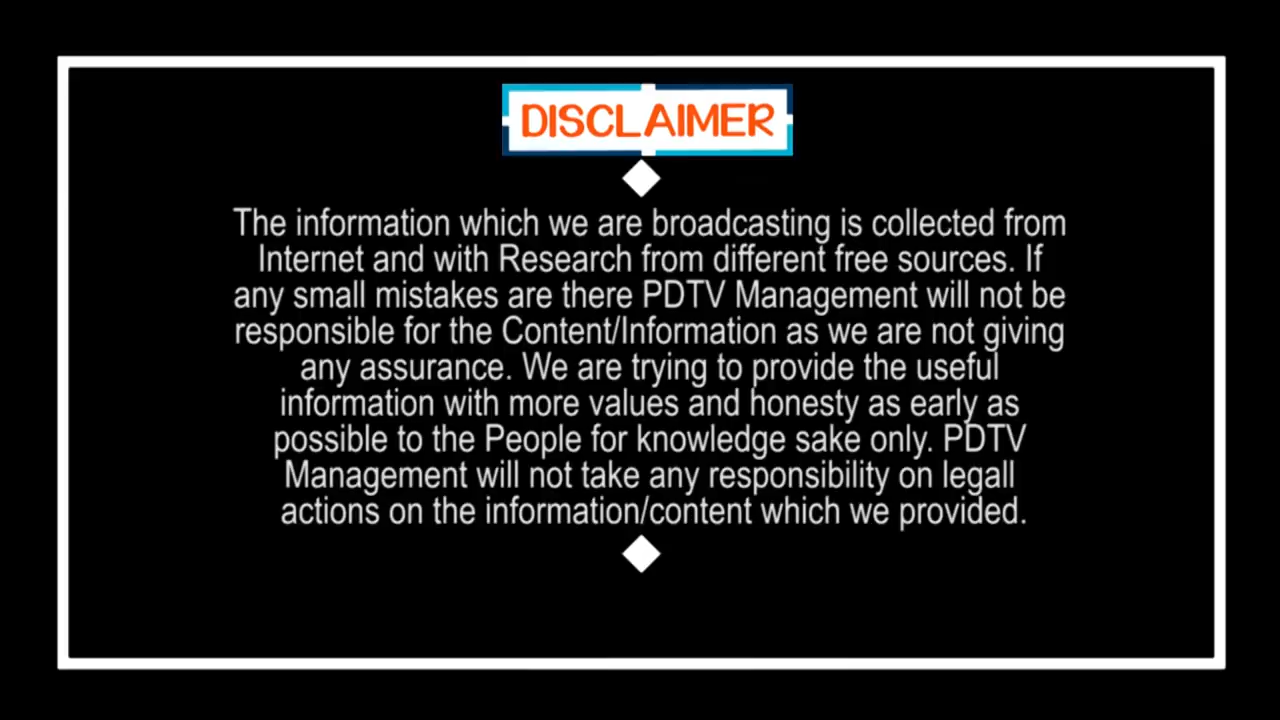 DISCLAIMER
The information which we are broadcasting is collected from
Internet and with Research from different free sources. If
any small mistakes are there PDTV Management will not be
responsible for the Content/Information as we are not giving
any assurance. We are trying to provide the useful
information with more values and honesty as early as
possible to the People for knowledge sake only. PDTV
Management will not take any responsibility on legall
actions on the information/content which we provided.